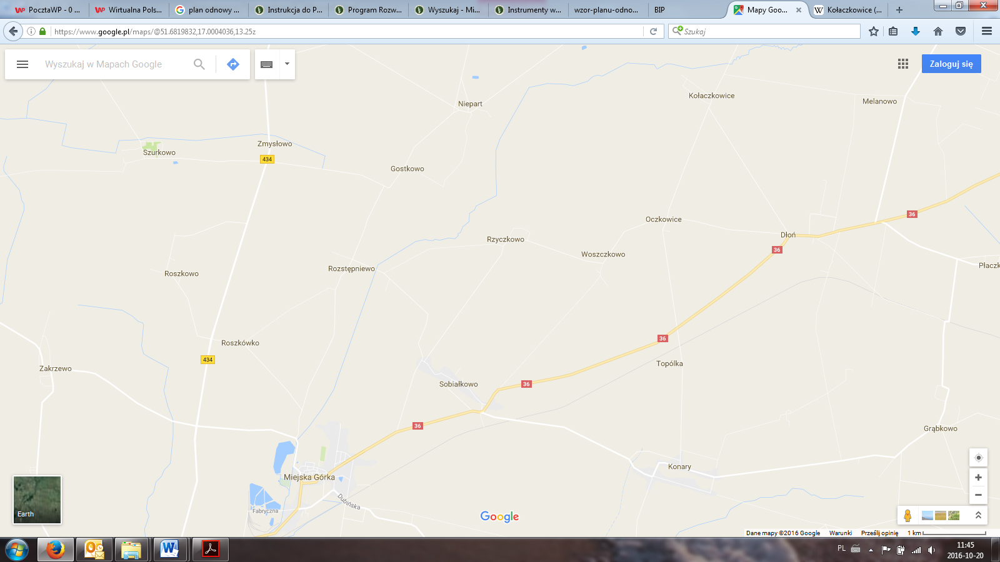 PocztaWP - 0 ...
Wirtualna Pols...
plan odnowy ...
Instrukcja do P...
Program Rozw...
Wyszukaj - Mi...
Instrumenty w...
wzor-planu-odno...
BIP
Mapy Goo...
Kołaczkowice (...
https://www.google.pl/maps/@51.6819832,17.0004036,13.25z
Szukaj
Wyszukaj w Mapach Google
Zaloguj się
Kołaczkowice
Melanowo
Niepart
Zmysłowo
Szurkowo
434
Gostkowo
36
Oczkowice
Dłoń
Rzyczkowo
36
Woszczkowo
Płaczk
Rozstępniewo
Roszkowo
36
Roszkówko
434
Topólka
Zakrzewo
Sobiałkowo
36
36
Grąbkowo
Konary
Miejska Górka
Dubińska
Fabryczna
Earth
Google
Dane mapy ©2016 Google
Warunki
Prześlij opinię
1 km
PL
11:45
2016-10-20